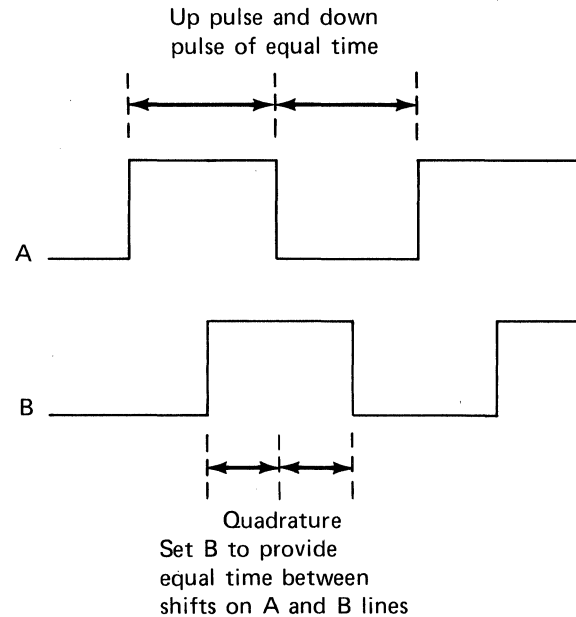 Up pulse and down
pulse of equal time
A
B
Quadrature
Set B to provide
equal time between
shifts on A and B lines